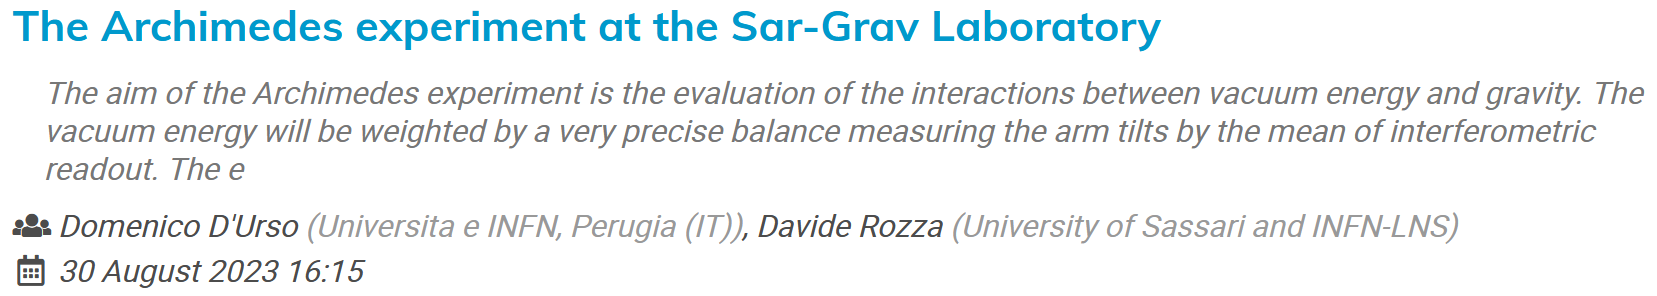 The Archimedes experiment at the Sar-Grav Laboratory
The aim of the Archimedes experiment is the evaluation of the interactions between vacuum energy and gravity. The
vacuum energy will be weighted by a very precise balance measuring the arm tilts by the mean of interferometric
readout. The e
Domenico D'Urso (Universita e INFN, Perugia (IT)), Davide Rozza (University of Sassari and INFN-LNS)
30 August 2023 16:15